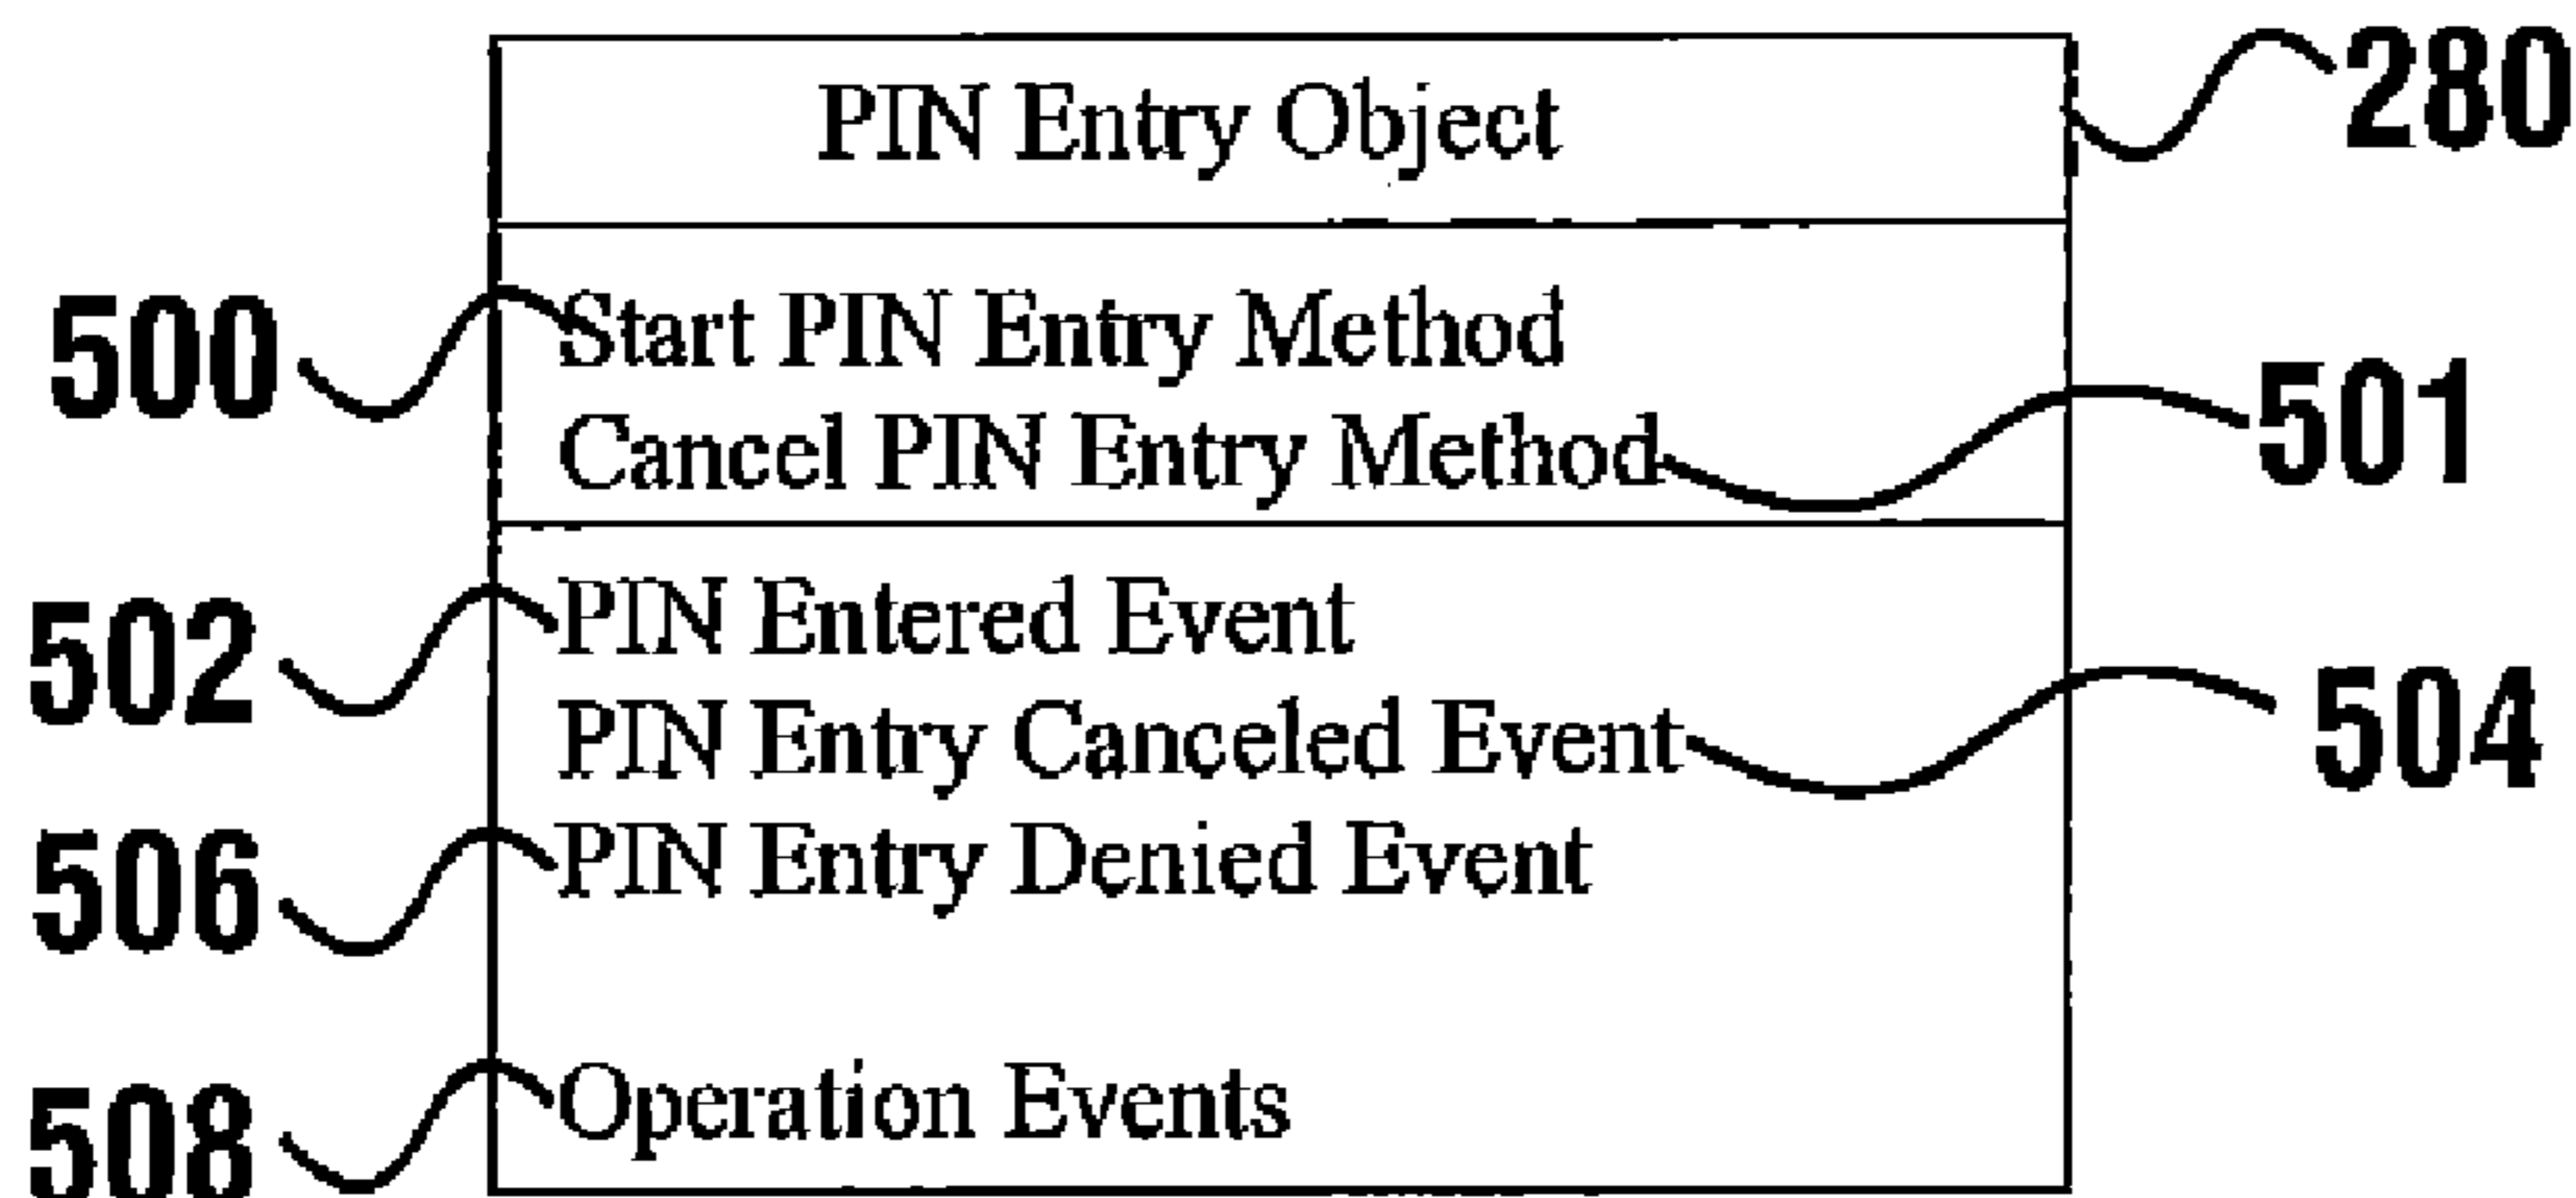 PIN Entry Object 280
500 Start PIN Entry Method
Cancel PIN Entry Method 501
502 PIN Entered Event
PIN Entry Canceled Event 504
506 PIN Entry Denied Event
508 Operation Events